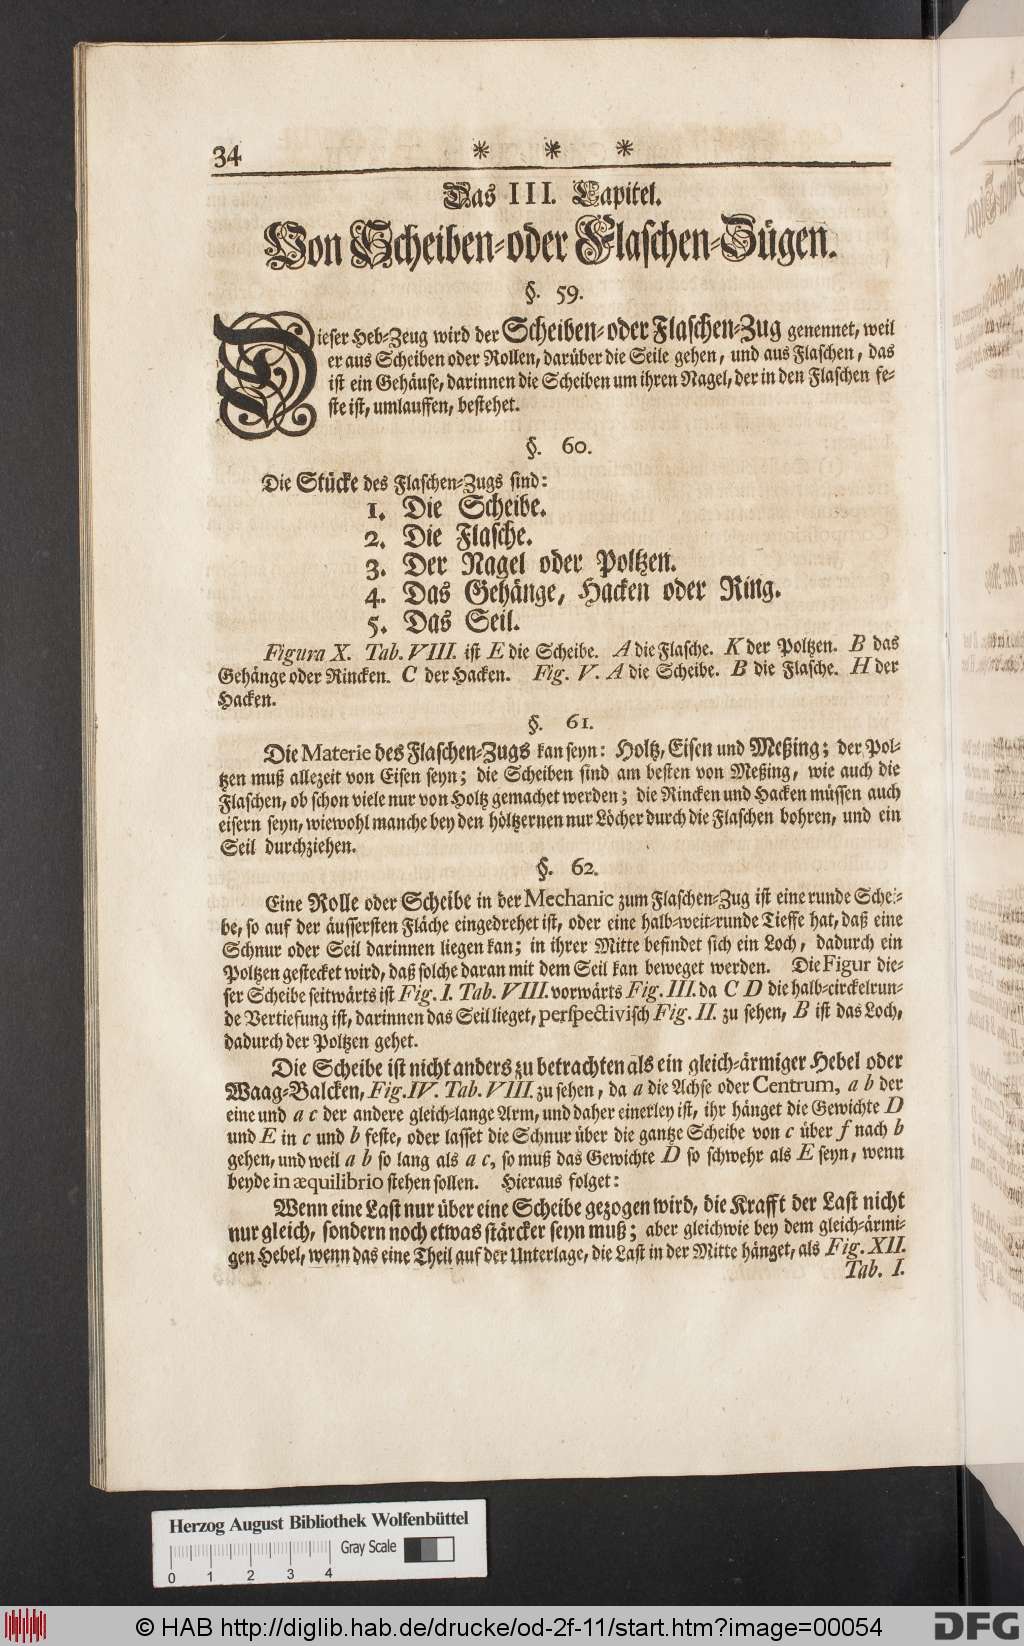 34 * * *
Das III. Capitel.
Von Scheiben-oder Flaschen-Zügen.
§. 59.
Dieser Heb-Zeug wird der Scheiben-oder Flaschen-Zug genennet, weil
er aus Scheiben oder Rollen, darüber die Seile gehen, und aus Flaschen, das
ist ein Gehäuse, darinnen die Scheiben um ihren Nagel, der in den Flaschen fe-
ste ist, umlauffen, bestehet.
§. 60.
Die Stücke des Flaschen-Zugs sind:
1. Die Scheibe.
2. Die Flasche.
3. Der Nagel oder Poltzen.
4. Das Gehänge, Hacken oder Ring.
5. Das Seil.
Figura X. Tab. VIII. ist E die Scheibe. A die Flasche. K der Poltzen. B das
Gehänge oder Rincken. C der Hacken. Fig. V. A die Scheibe. B die Flasche. H der
Hacken.
§. 61.
Die Materie des Flaschen-Zugs kan seyn: Holtz, Eisen und Meßing; der Pol-
tzen muß allezeit von Eisen seyn; die Scheiben sind am besten von Meßing, wie auch die
Flaschen, ob schon viele nur von Holtz gemachet werden; die Rincken und Hacken müssen auch
eisern seyn, wiewohl manche bey den höltzernen nur Löcher durch die Flaschen bohren, und ein
Seil durchziehen.
§. 62.
Eine Rolle oder Scheibe in der Mechanic zum Flaschen-Zug ist eine runde Schei-
be, so auf der äussersten Fläche eingedrehet ist, oder eine halb-weit-runde Tieffe hat, daß eine
Schnur oder Seil darinnen liegen kan; in ihrer Mitte befindet sich ein Loch, dadurch ein
Poltzen gestecket wird, daß solche daran mit dem Seil kan beweget werden. Die Figur die-
ser Scheibe seitwärts ist Fig. I. Tab. VIII. vorwärts Fig. III. da C D die halb-circkelrun-
de Vertiefung ist, darinnen das Seil lieget, perspectivisch Fig. II. zu sehen, B ist das Loch,
dadurch der Poltzen gehet.
Die Scheibe ist nicht anders zu betrachten als ein gleich-ärmiger Hebel oder
Waag-Balcken, Fig. IV. Tab. VIII. zu sehen, da a die Achse oder Centrum, a b der
eine und a c der andere gleich-lange Arm, und daher einerley ist, ihr hänget die Gewichte D
und E in c und b feste, oder lasset die Schnur über die gantze Scheibe von c über f nach b
gehen, und weil a b so lang als a c, so muß das Gewichte D so schwehr als E seyn, wenn
beyde in æquilibrio stehen sollen. Hieraus folget:
Wenn eine Last nur über eine Scheibe gezogen wird, die Krafft der Last nicht
nur gleich, sondern noch etwas stärcker seyn muß; aber gleichwie bey dem gleich-ärmi-
gen Hebel, wenn das eine Theil auf der Unterlage, die Last in der Mitte hänget, als Fig. XII.
Tab. I.
Herzog August Bibliothek Wolfenbüttel
Gray Scale
0 1 2 3 4
© HAB http://diglib.hab.de/drucke/od-2f-11/start.htm?image=00054
DFG